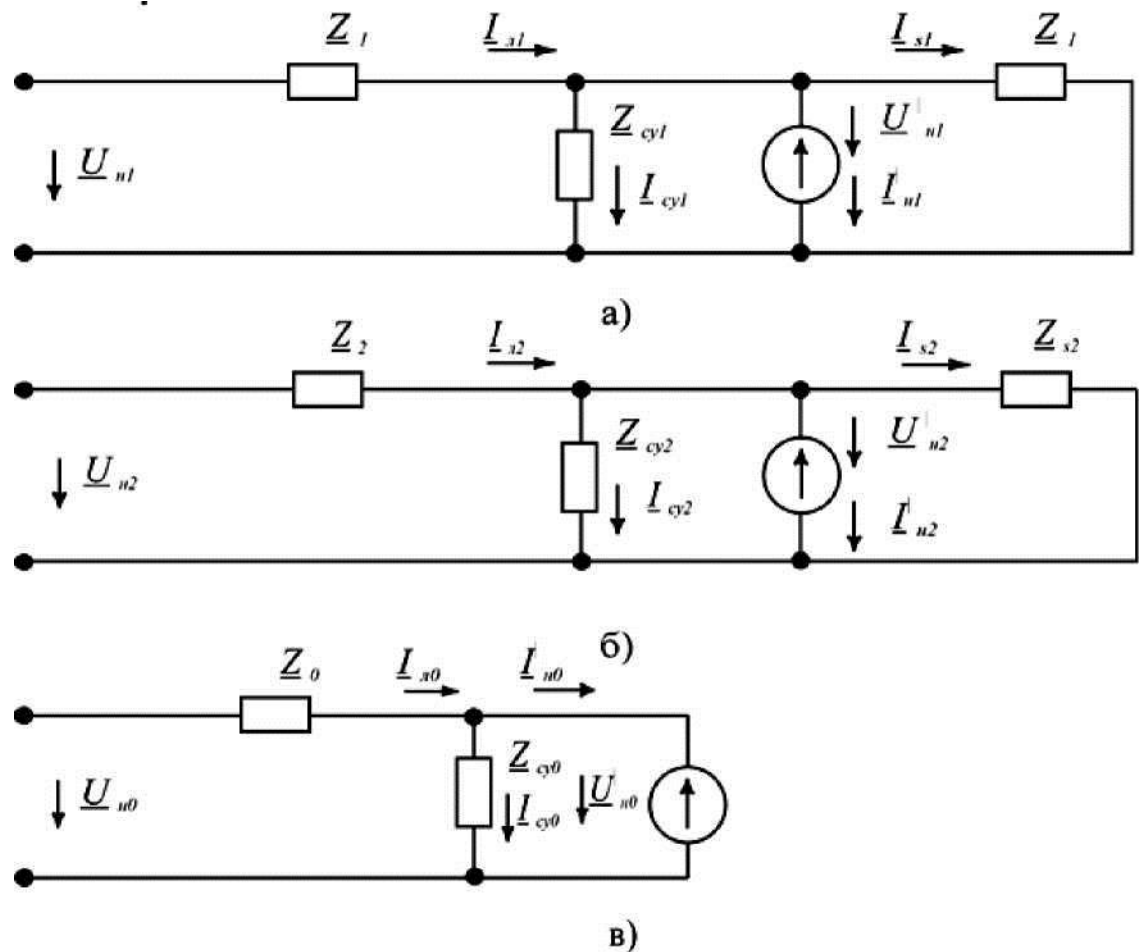 Z 1 I л1 I s1 Z 1
U н1 Z су1 I су1 U' н1 I' н1
а)
Z 2 I л2 I s2 Z s2
U н2 Z су2 I су2 U' н2 I' н2
б)
Z 0 I л0 I' н0
U н0 Z су0 I су0 U' н0
в)